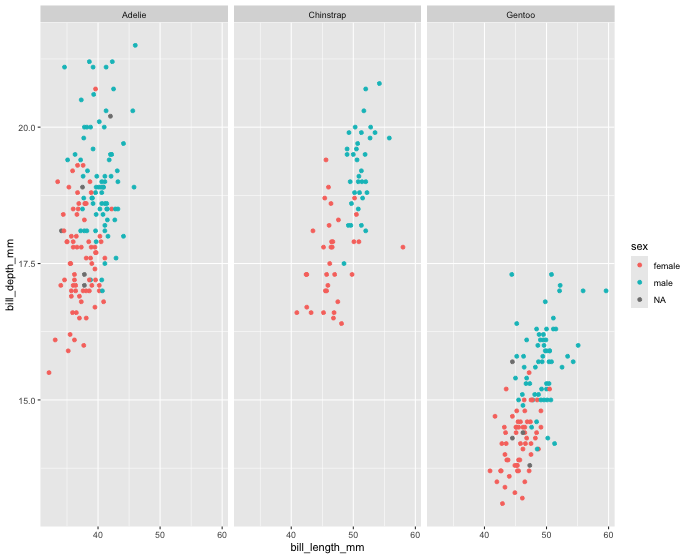 Adelie Chinstrap Gentoo
bill_depth_mm
20.0
17.5
15.0
40 50 60 40 50 60 40 50 60
bill_length_mm
sex
female
male
NA